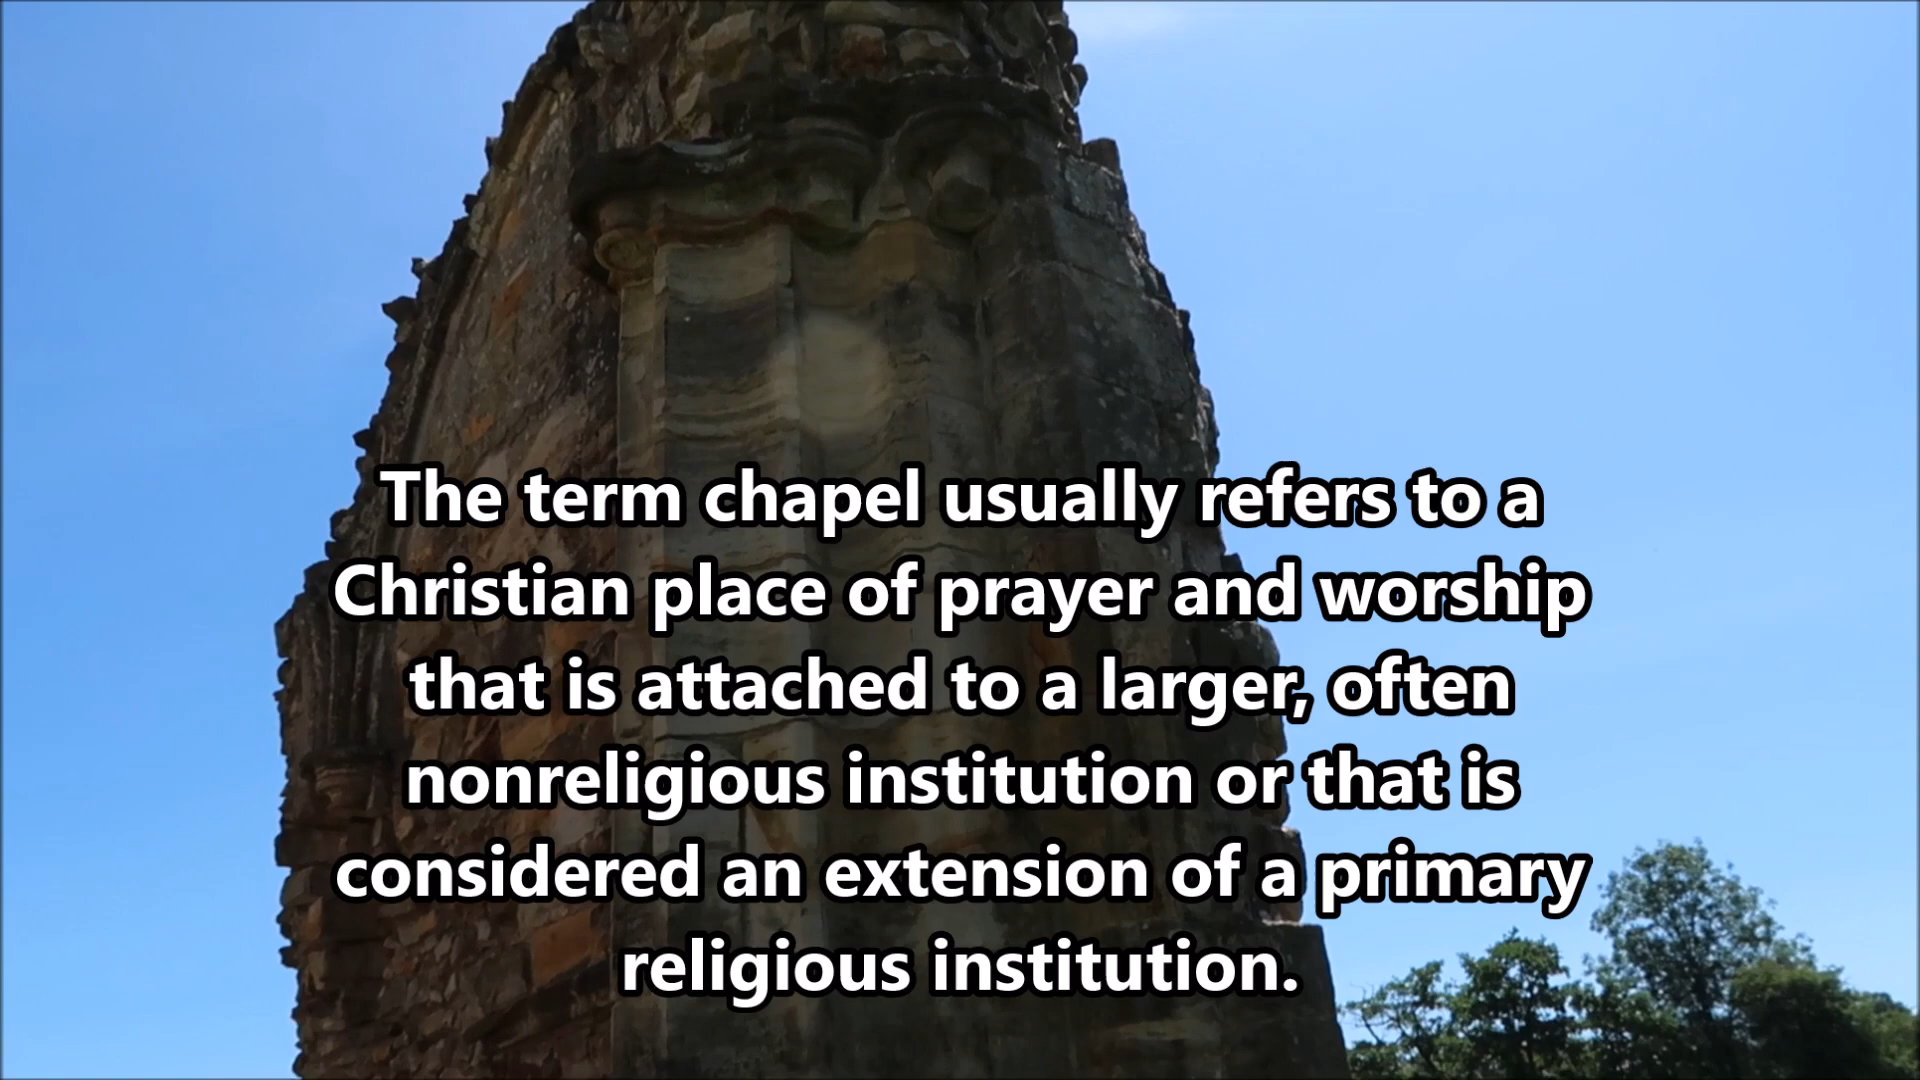 The term chapel usually refers to a
Christian place of prayer and worship
that is attached to a larger, often
nonreligious institution or that is
considered an extension of a primary
religious institution.